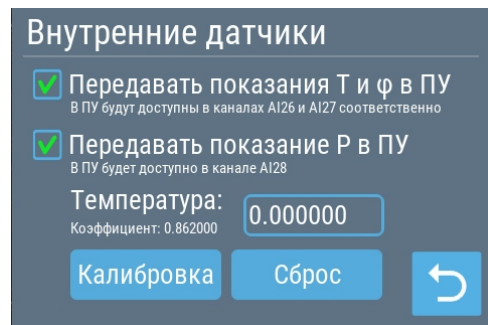 Внутренние датчики
Передавать показания Т и φ в ПУ
В ПУ будут доступны в каналах AI26 и AI27 соответственно
Передавать показание Р в ПУ
В ПУ будет доступно в канале AI28
Температура:
Коэффициент: 0.862000
0.000000
Калибровка
Сброс